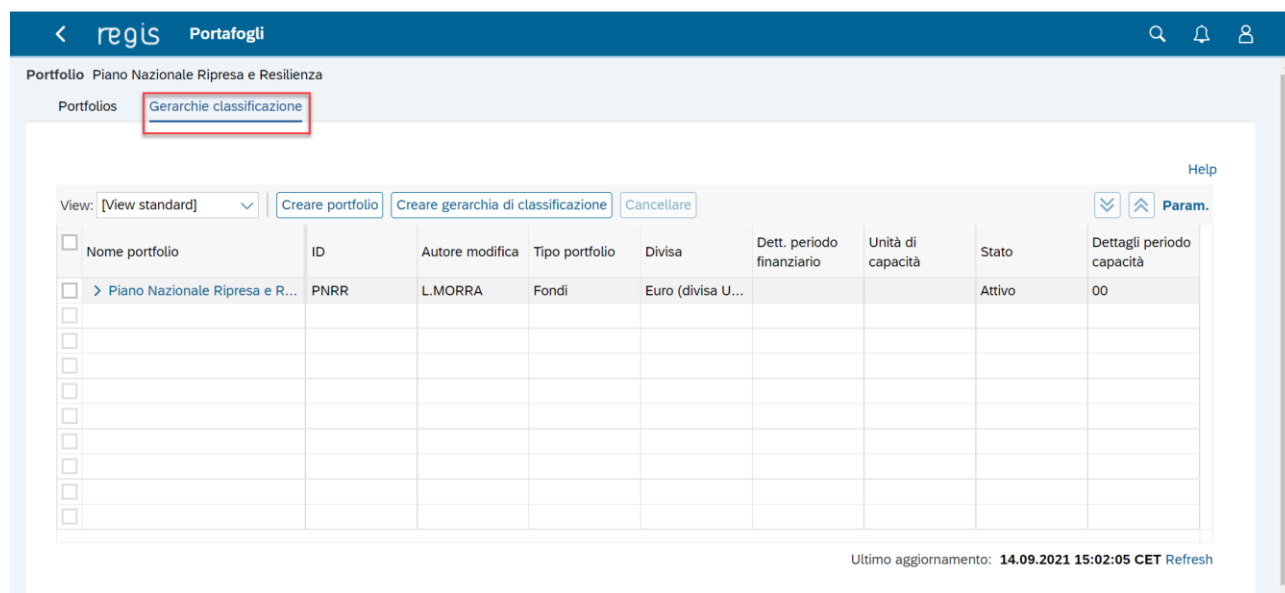 regis Portafogli
Portfolio Piano Nazionale Ripresa e Resilienza
Portfolios Gerarchie classificazione
Help
View: [View standard] Creare portfolio Creare gerarchia di classificazione Cancellare Param.
Nome portfolio ID Autore modifica Tipo portfolio Divisa Dett. periodo finanziario Unità di capacità Stato Dettagli periodo capacità
Piano Nazionale Ripresa e R... PNRR L.MORRA Fondi Euro (divisa U... Attivo 00
Ultimo aggiornamento: 14.09.2021 15:02:05 CET Refresh